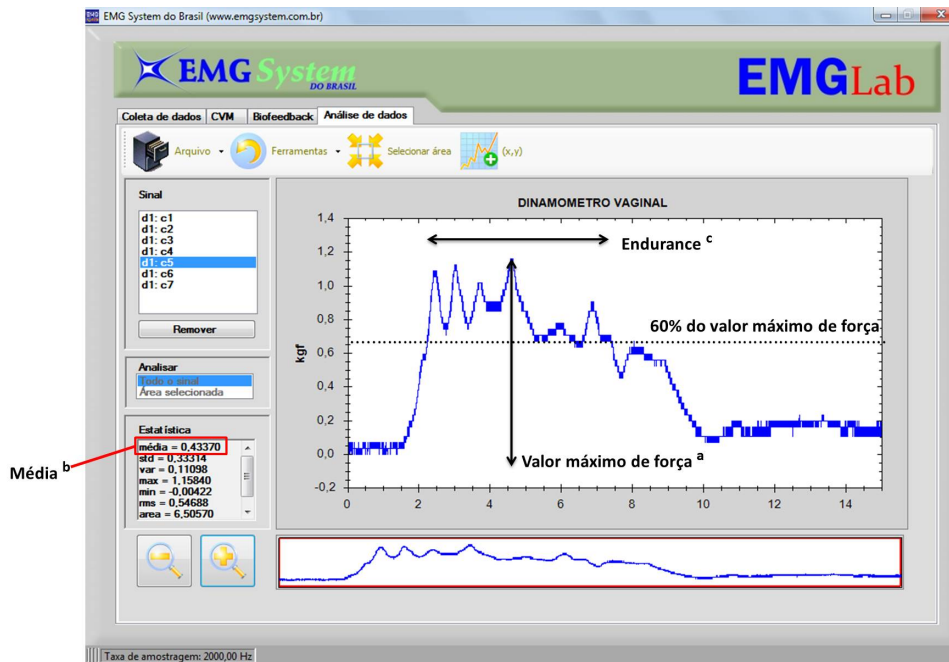 EMG System do Brasil (www.emgsystem.com.br)
EMG System
DO BRASIL
EMGLab
Coleta de dados CVM Biofeedback Análise de dados
Arquivo Ferramentas Selecionar área (x,y)
Sinal
d1: c1
d1: c2
d1: c3
d1: c4
d1: c5
d1: c6
d1: c7
Remover
Analisar
Todo o sinal
Área selecionada
Estatística
média = 0,43370
std = 0,33314
var = 0,11098
max = 1,15840
min = -0,00422
rms = 0,54688
area = 6,50570
Média b
DINAMOMETRO VAGINAL
1,4
1,2
1,0
0,8
0,6
0,4
0,2
0,0
-0,2
kgf
Endurance c
60% do valor máximo de força
Valor máximo de força a
0 2 4 6 8 10 12 14
Taxa de amostragem: 2000,00 Hz